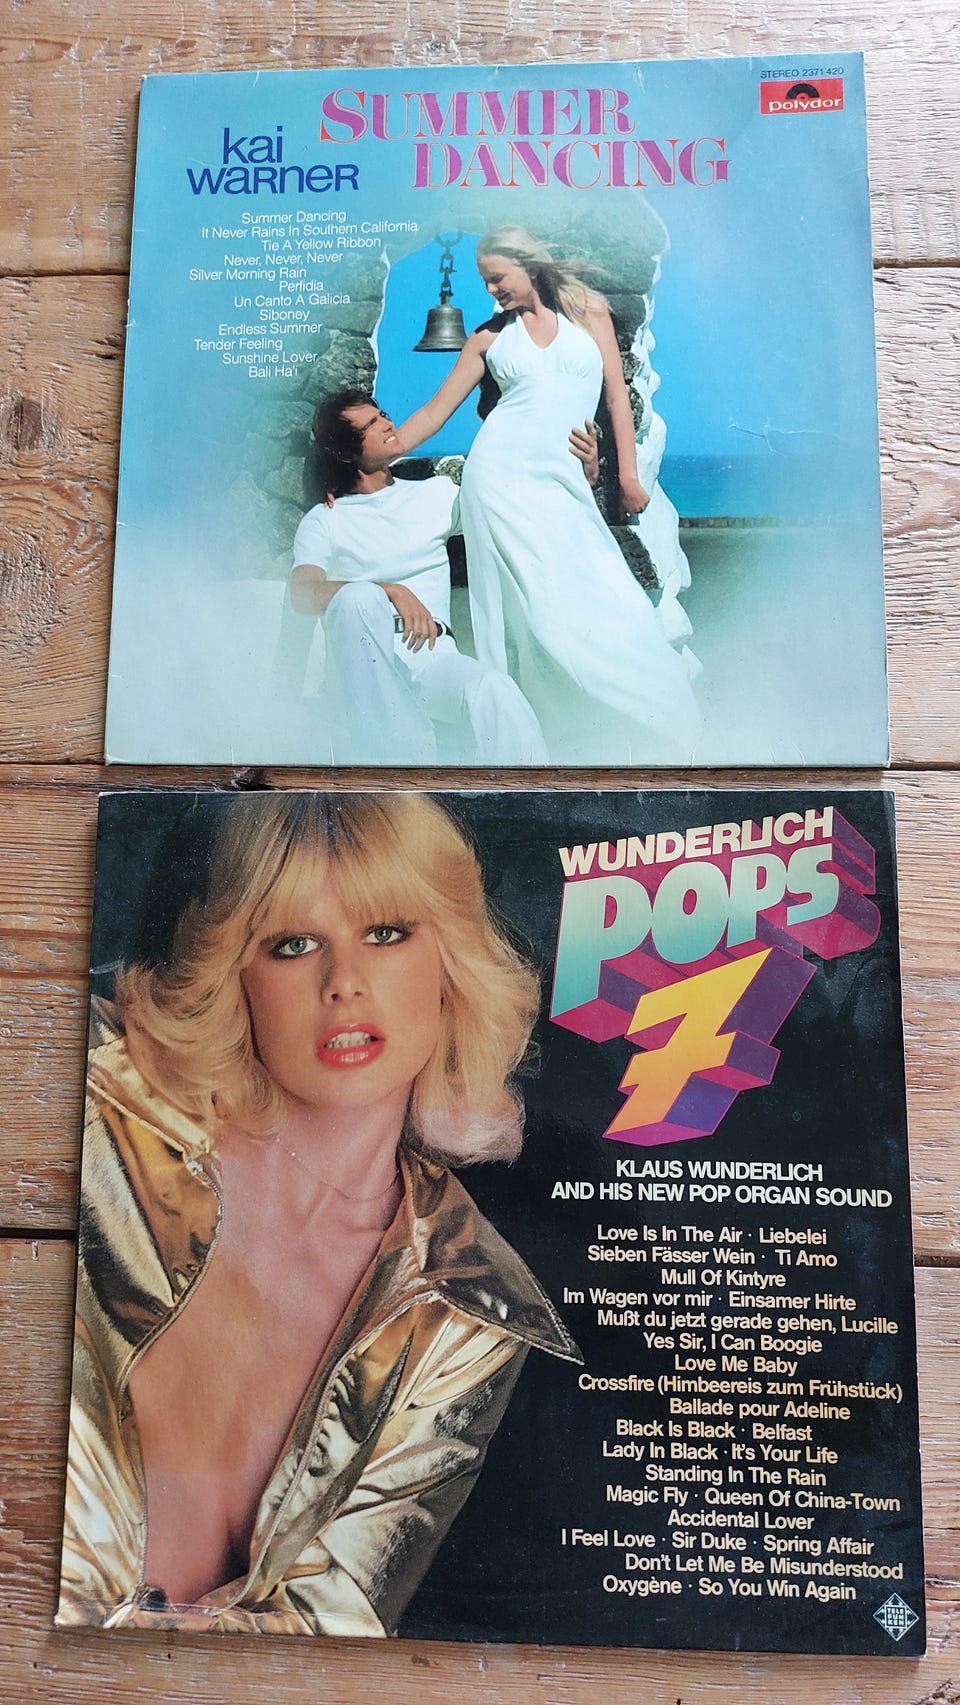 STEREO 2371 420
polydor
SUMMER
DANCING
kai
waRneR
Summer Dancing
It Never Rains In Southern California
Tie A Yellow Ribbon
Never, Never, Never
Silver Morning Rain
Perfidia
Un Canto A Galicia
Siboney
Endless Summer
Tender Feeling
Sunshine Lover
Bali Ha'i
WUNDERLICH
POPS
7
KLAUS WUNDERLICH
AND HIS NEW POP ORGAN SOUND
Love Is In The Air · Liebelei
Sieben Fässer Wein · Ti Amo
Mull Of Kintyre
Im Wagen vor mir · Einsamer Hirte
Mußt du jetzt gerade gehen, Lucille
Yes Sir, I Can Boogie
Love Me Baby
Crossfire (Himbeereis zum Frühstück)
Ballade pour Adeline
Black Is Black · Belfast
Lady In Black · It's Your Life
Standing In The Rain
Magic Fly · Queen Of China-Town
Accidental Lover
I Feel Love · Sir Duke · Spring Affair
Don't Let Me Be Misunderstood
Oxygène · So You Win Again
TELE
FUN
KEN